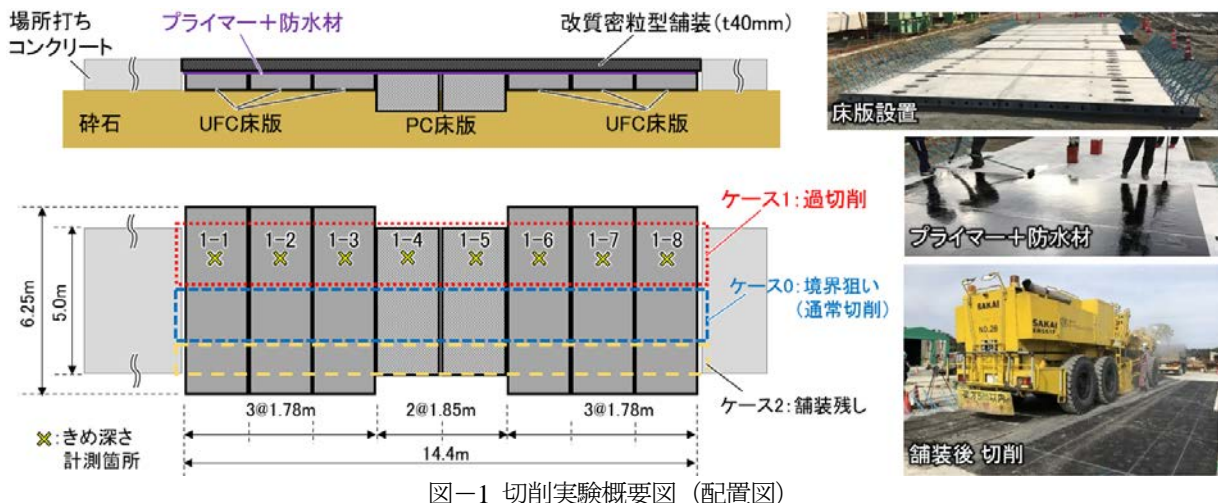 場所打ち
コンクリート
プライマー＋防水材
改質密粒型舗装(t40mm)
砕石
UFC床版
PC床版
UFC床版
6.25m
5.0m
1-1
1-2
1-3
1-4
1-5
1-6
1-7
1-8
ケース1：過切削
ケース0：境界狙い
(通常切削)
ケース2：舗装残し
3@1.78m
2@1.85m
3@1.78m
14.4m
×：きめ深さ
計測箇所
床版設置
プライマー＋防水材
SAKAI
NO.28
SAKAI
舗装後 切削
図－1 切削実験概要図（配置図）